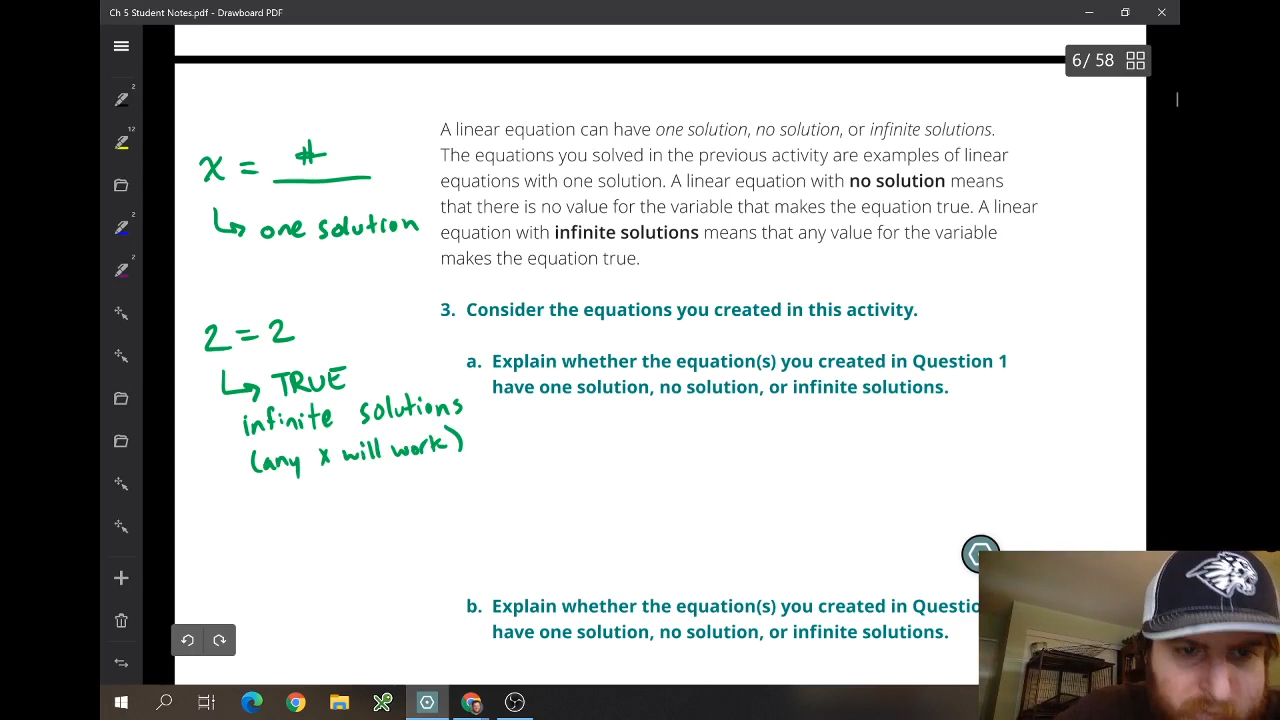 Ch 5 Student Notes.pdf - Drawboard PDF
6 / 58
2
12
2
2
x = #
↳ one solution
2 = 2
↳ TRUE
infinite solutions
(any x will work)
A linear equation can have one solution, no solution, or infinite solutions.
The equations you solved in the previous activity are examples of linear
equations with one solution. A linear equation with no solution means
that there is no value for the variable that makes the equation true. A linear
equation with infinite solutions means that any value for the variable
makes the equation true.
3. Consider the equations you created in this activity.
a. Explain whether the equation(s) you created in Question 1
have one solution, no solution, or infinite solutions.
b. Explain whether the equation(s) you created in Questio
have one solution, no solution, or infinite solutions.